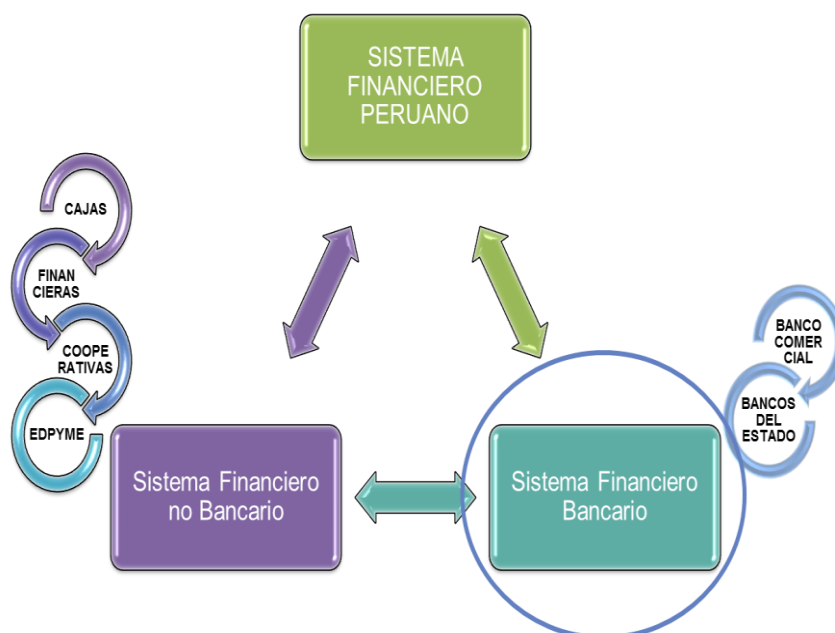 SISTEMA
FINANCIERO
PERUANO
CAJAS
FINAN
CIERAS
COOPE
RATIVAS
EDPYME
BANCO
COMER
CIAL
BANCOS
DEL
ESTADO
Sistema Financiero
no Bancario
Sistema Financiero
Bancario